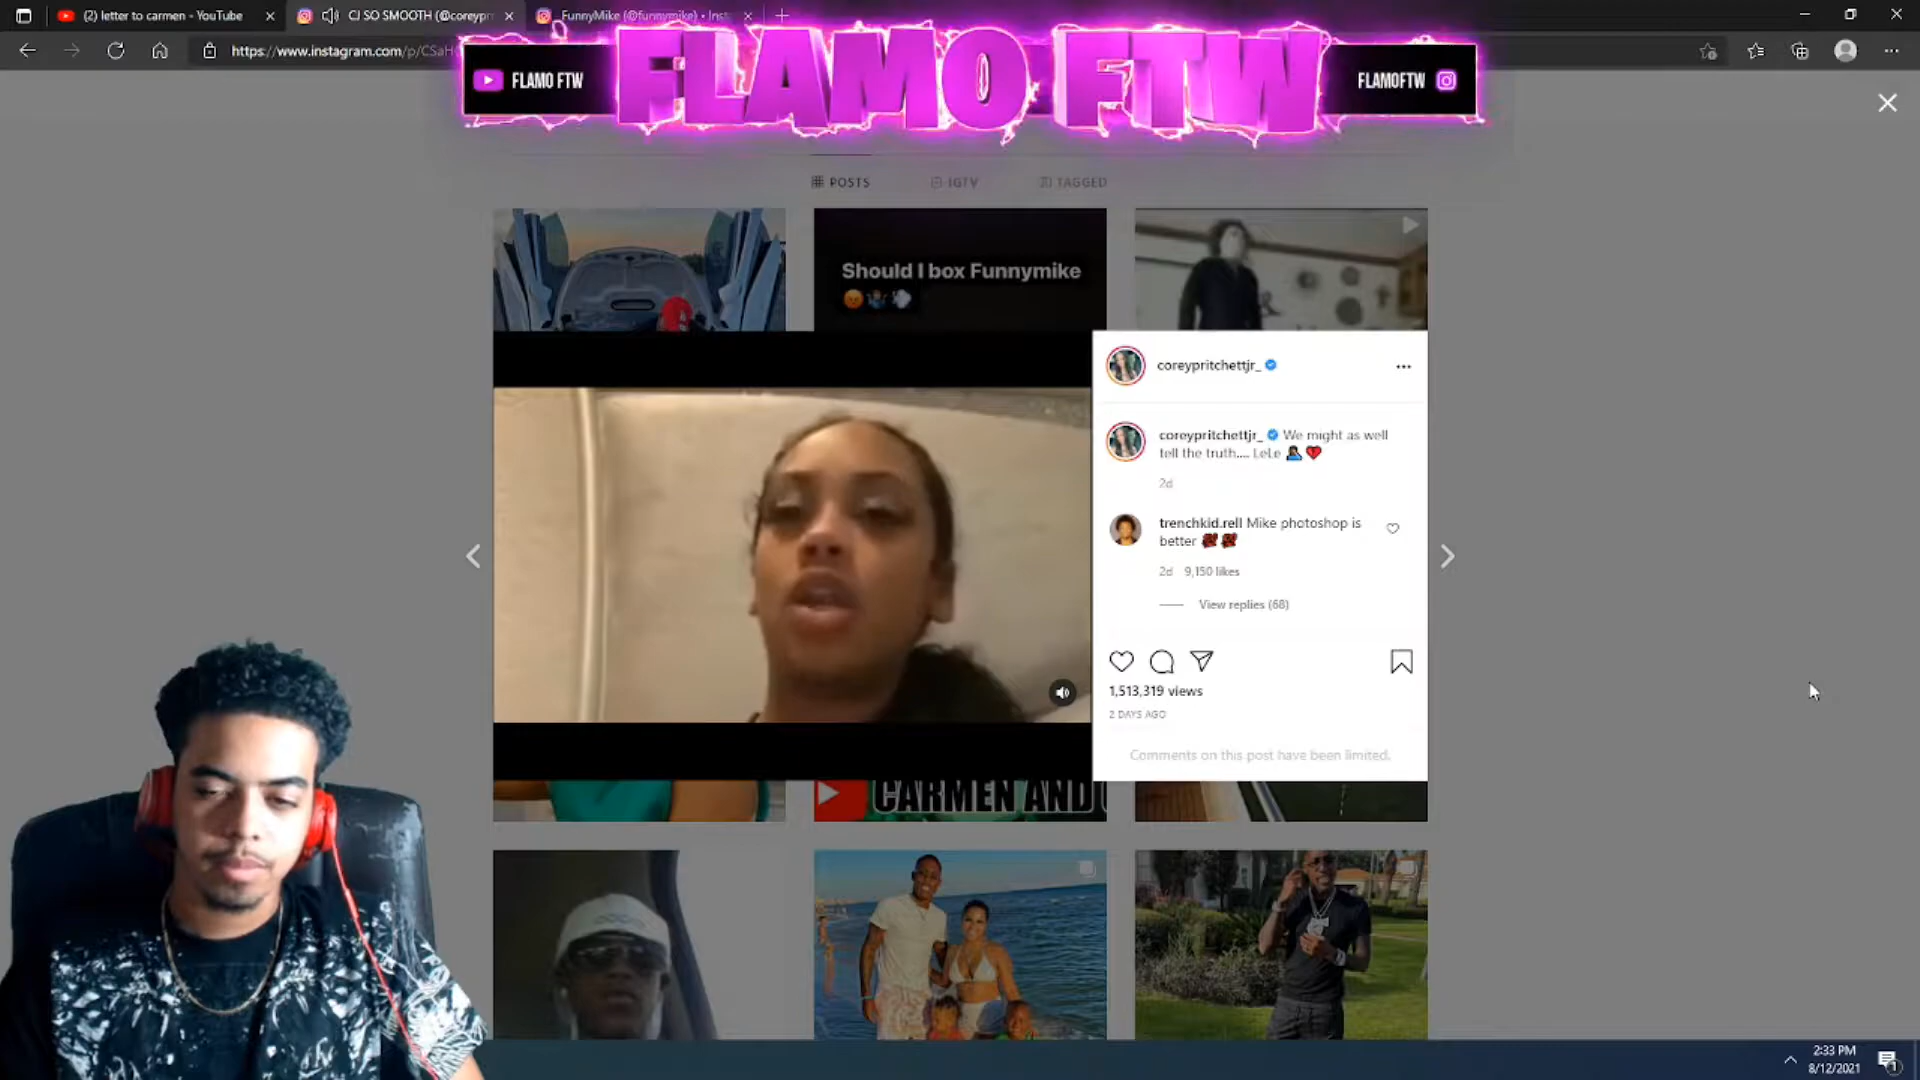 (2) letter to carmen - YouTube
CJ SO SMOOTH (@coreypr
FunnyMike (@funnymike) • Inst
https://www.instagram.com/p/CSaH
FLAMO FTW
FLAMO FTW
FLAMOFTW
POSTS
IGTV
TAGGED
Should I box Funnymike
coreypritchettjr_
coreypritchettjr_ We might as well
tell the truth.... LeLe
2d
trenchkid.rell Mike photoshop is
better
2d 9,150 likes
View replies (68)
1,513,319 views
2 DAYS AGO
Comments on this post have been limited.
CARMEN AND
2:33 PM
8/12/2021
1